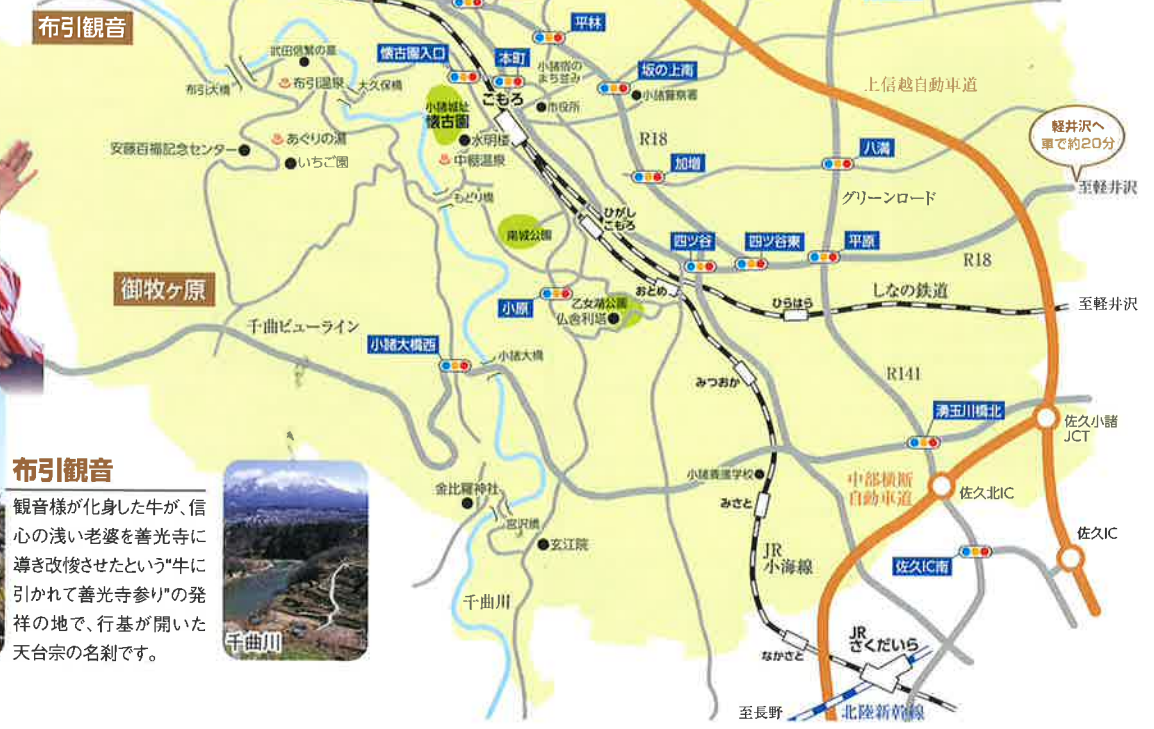 布引観音
平林
武田信繁の墓
懐古園入口
本町
小諸宿の
まち並み
坂の上南
布引大橋
布引温泉
大久保橋
小諸城址
懐古園
こもろ
市役所
小諸警察署
上信越自動車道
軽井沢へ
車で約20分
安藤百福記念センター
あぐりの湯
いちご園
水明楼
中棚温泉
R18
加増
八満
グリーンロード
至軽井沢
もどり橋
南城公園
ひがし
こもろ
四ツ谷
四ツ谷東
平原
R18
御牧ヶ原
小原
おとめ
乙女湖公園
仏舎利塔
ひらはら
しなの鉄道
至軽井沢
千曲ビューライン
小諸大橋西
小諸大橋
みつおか
R141
湧玉川橋北
佐久小諸
JCT
布引観音
観音様が化身した牛が、信
心の浅い老婆を善光寺に
導き改悛させたという"牛に
引かれて善光寺参り"の発
祥の地で、行基が開いた
天台宗の名刹です。
千曲川
金比羅神社
宮沢橋
玄江院
千曲川
小諸養護学校
みさと
中部横断
自動車道
佐久北IC
佐久IC
JR
小海線
佐久IC南
なかさと
JR
さくだいら
至長野
北陸新幹線